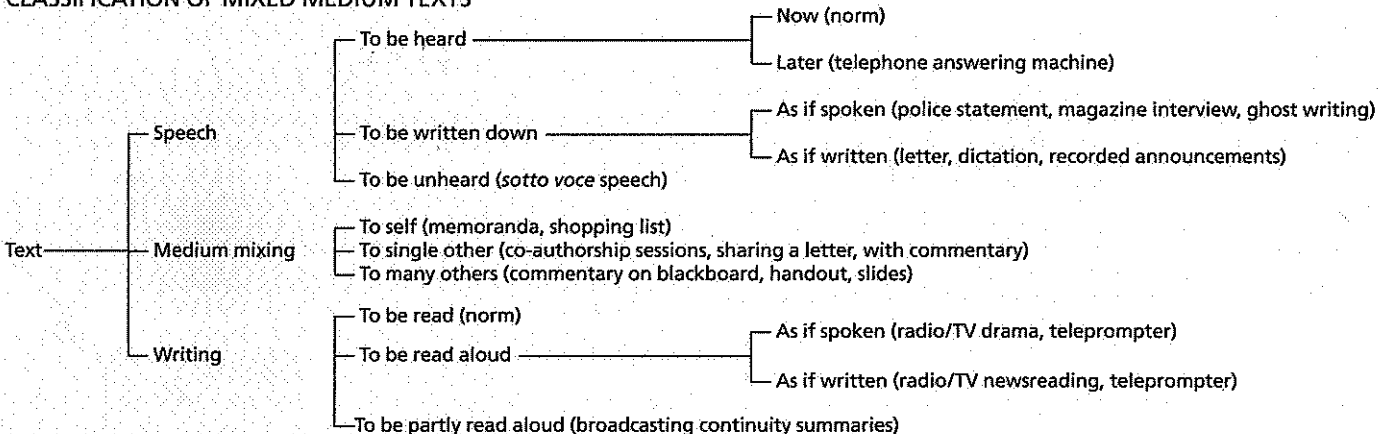 CLASSIFICATION OF MIXED MEDIUM TEXTS
Now (norm)
To be heard
Later (telephone answering machine)
As if spoken (police statement, magazine interview, ghost writing)
Speech
To be written down
As if written (letter, dictation, recorded announcements)
To be unheard (sotto voce speech)
To self (memoranda, shopping list)
Text
Medium mixing
To single other (co-authorship sessions, sharing a letter, with commentary)
To many others (commentary on blackboard, handout, slides)
To be read (norm)
As if spoken (radio/TV drama, teleprompter)
Writing
To be read aloud
As if written (radio/TV newsreading, teleprompter)
To be partly read aloud (broadcasting continuity summaries)